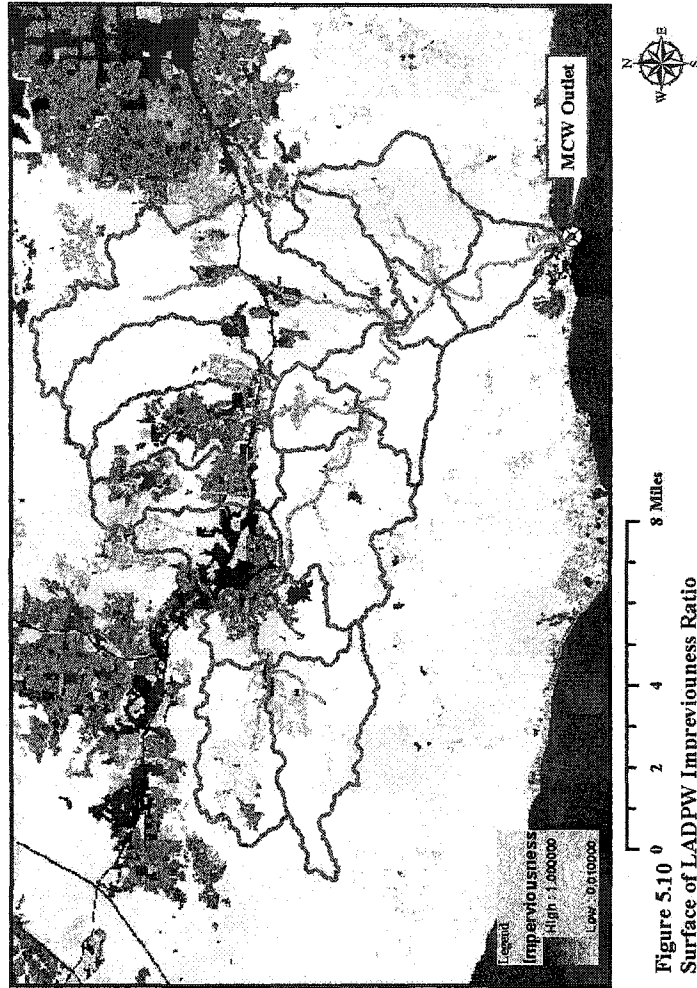 Legend
Imperviousness
High : 1.000000
Low : 0.010000
MCW Outlet
N
W
E
S
0
2
4
8 Miles
Figure 5.10
Surface of LADPW Impreviouness Ratio